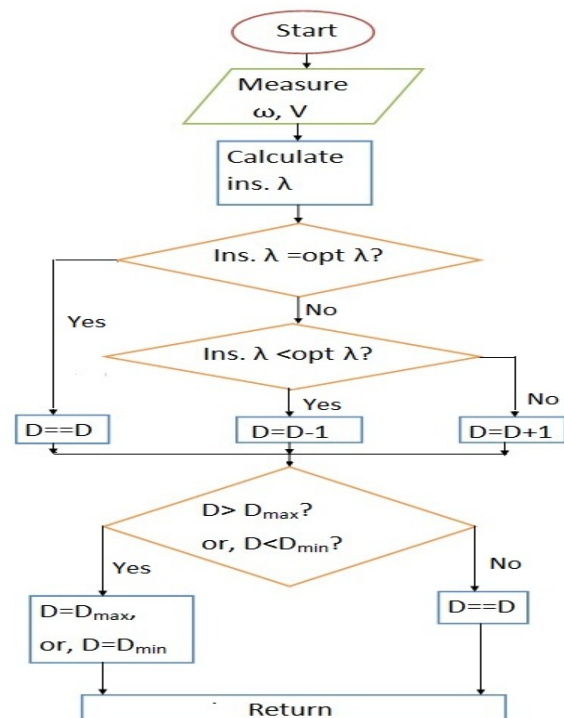 Start
Measure
ω, V
Calculate
ins. λ
Ins. λ =opt λ?
Yes
No
Ins. λ <opt λ?
Yes
No
D==D
D=D-1
D=D+1
D> Dmax?
or, D<Dmin?
Yes
No
D=Dmax,
or, D=Dmin
D==D
Return